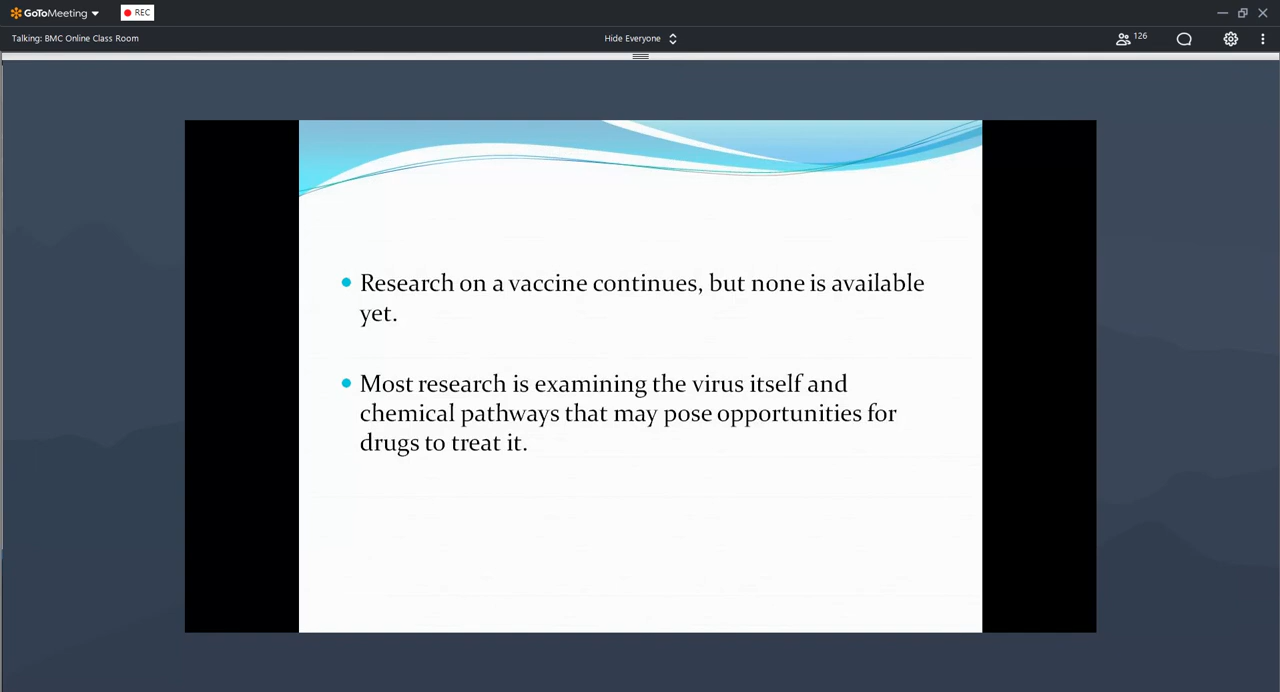 GoToMeeting
REC
Talking: BMC Online Class Room
Hide Everyone
126
Research on a vaccine continues, but none is available
yet.
Most research is examining the virus itself and
chemical pathways that may pose opportunities for
drugs to treat it.